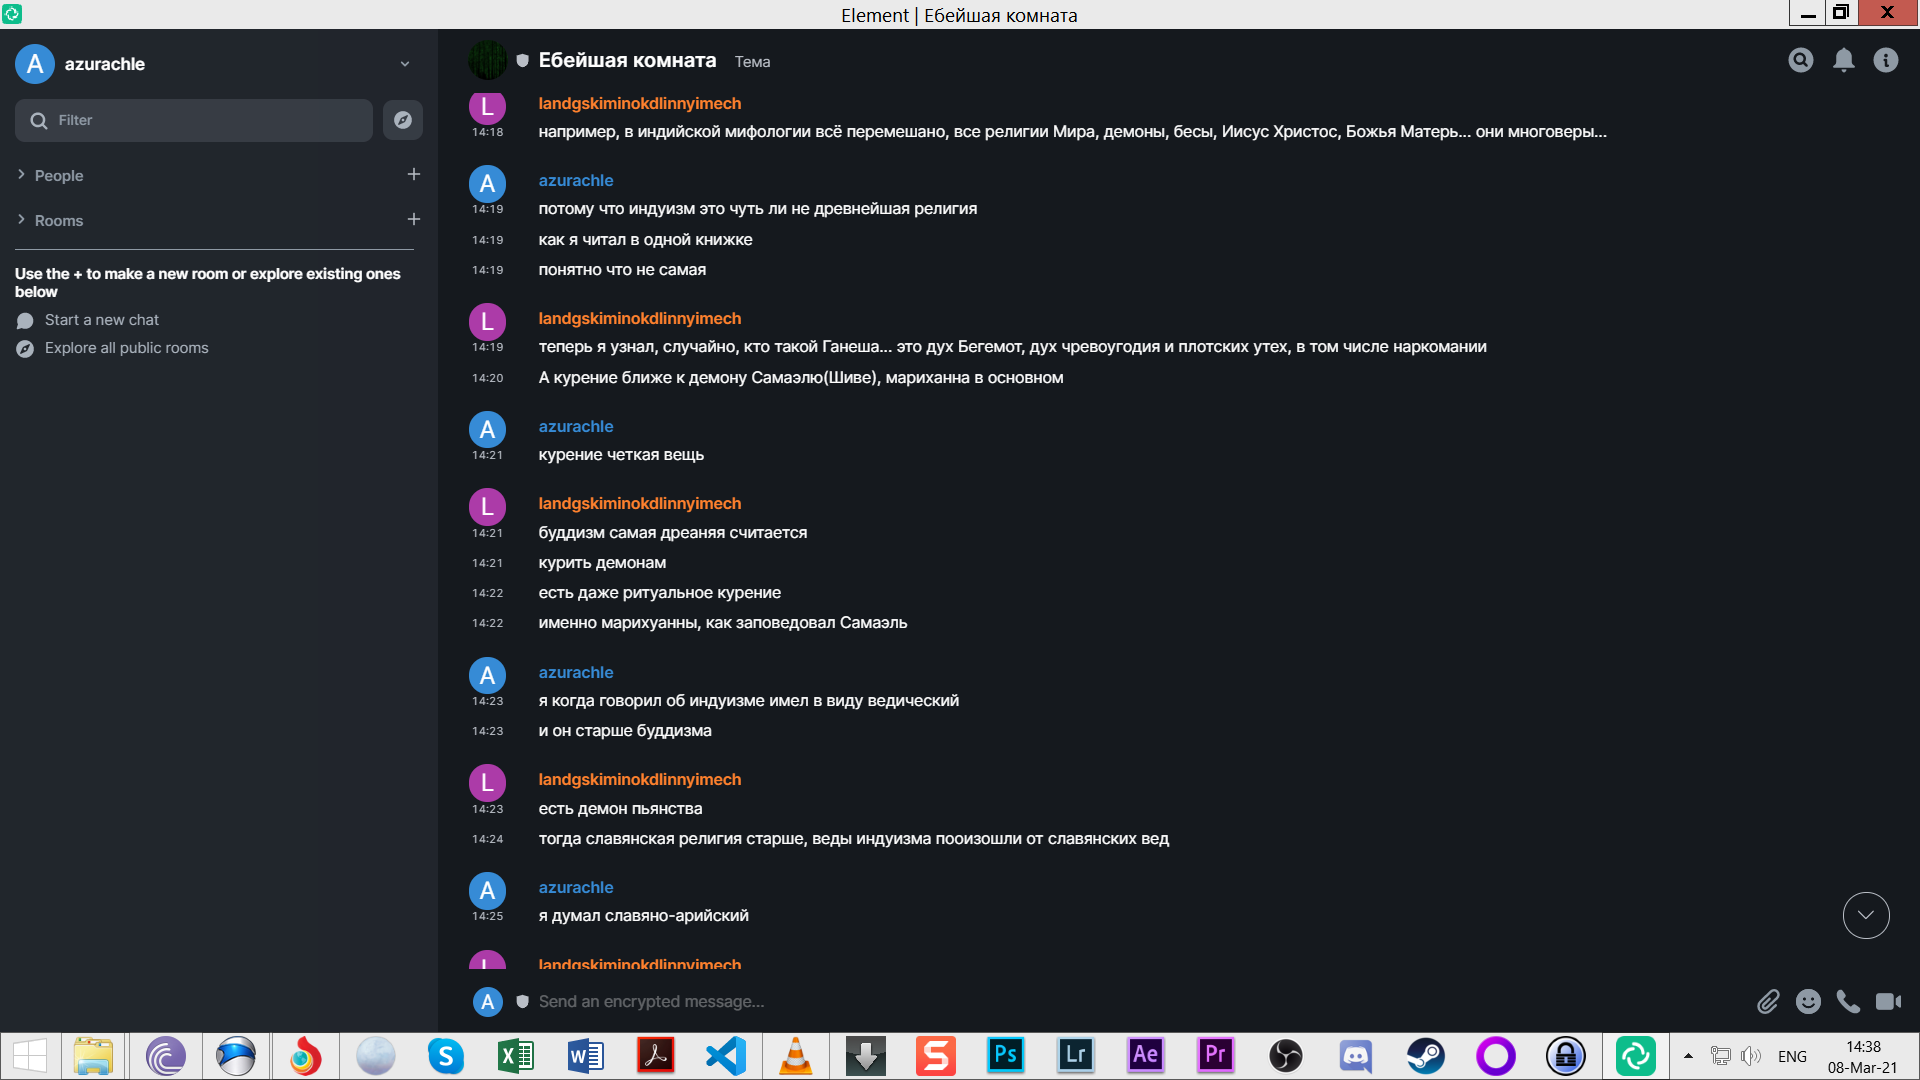 Element | Ебейшая комната
A azurachle
Filter
People
Rooms
Use the + to make a new room or explore existing ones
below
Start a new chat
Explore all public rooms
Ебейшая комната Тема
L landgskiminokdlinnyimech
14:18 например, в индийской мифологии всё перемешано, все религии Мира, демоны, бесы, Иисус Христос, Божья Матерь... они многоверы...
A azurachle
14:19 потому что индуизм это чуть ли не древнейшая религия
14:19 как я читал в одной книжке
14:19 понятно что не самая
L landgskiminokdlinnyimech
14:19 теперь я узнал, случайно, кто такой Ганеша... это дух Бегемот, дух чревоугодия и плотских утех, в том числе наркомании
14:20 А курение ближе к демону Самаэлю(Шиве), мариханна в основном
A azurachle
14:21 курение четкая вещь
L landgskiminokdlinnyimech
14:21 буддизм самая дреаняя считается
14:21 курить демонам
14:22 есть даже ритуальное курение
14:22 именно марихуанны, как заповедовал Самаэль
A azurachle
14:23 я когда говорил об индуизме имел в виду ведический
14:23 и он старше буддизма
L landgskiminokdlinnyimech
14:23 есть демон пьянства
14:24 тогда славянская религия старше, веды индуизма пооизошли от славянских вед
A azurachle
14:25 я думал славяно-арийский
L landgskiminokdlinnyimech
A Send an encrypted message...
S X W S Ps Lr Ae Pr ENG 14:38
08-Mar-21